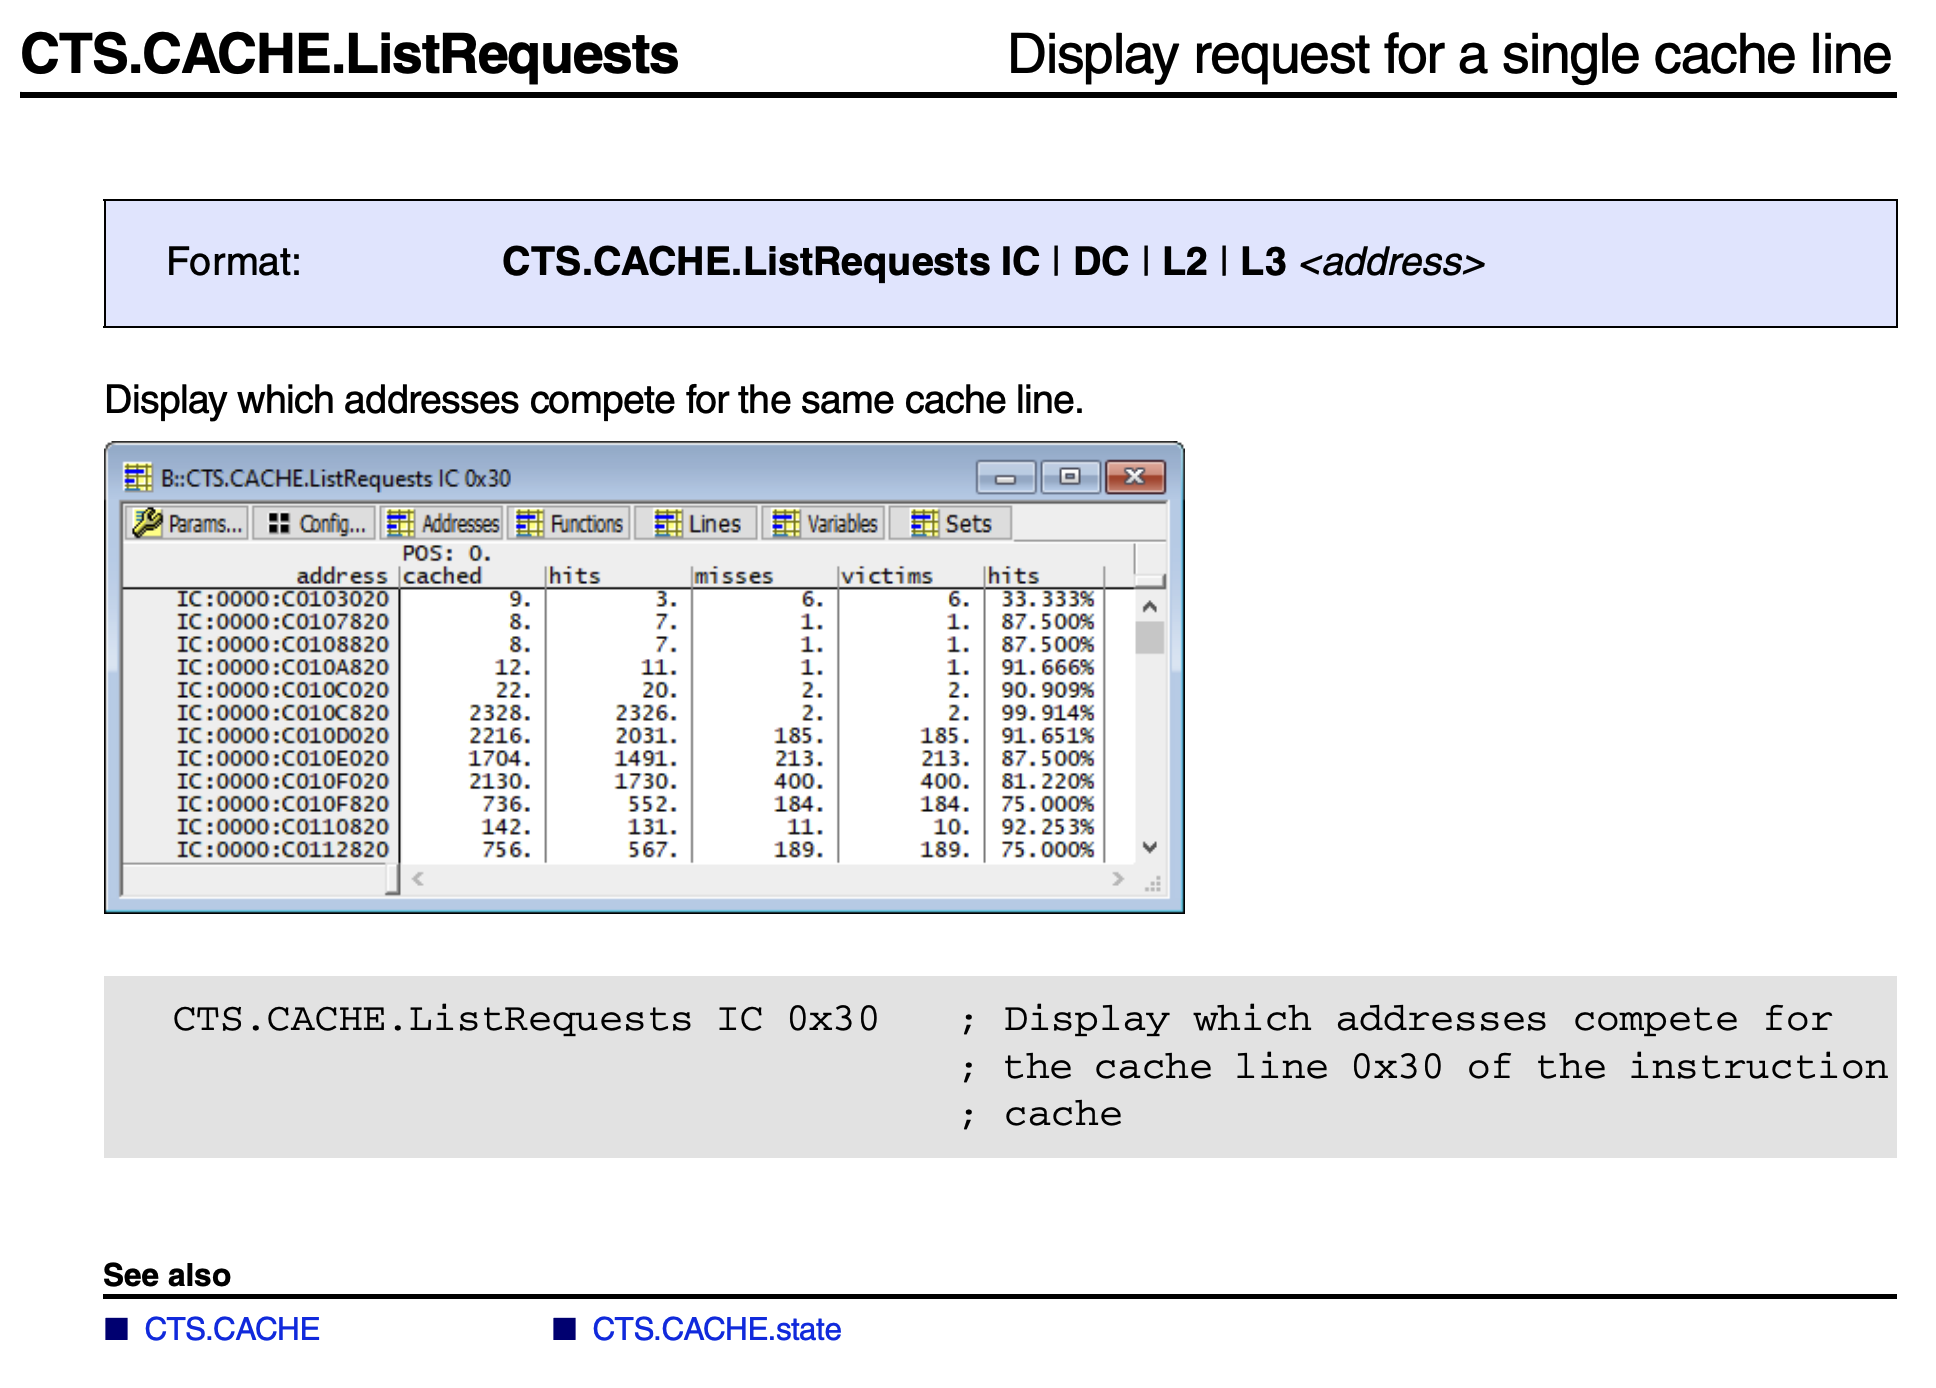 CTS.CACHE.ListRequests Display request for a single cache line
Format: CTS.CACHE.ListRequests IC | DC | L2 | L3 <address>
Display which addresses compete for the same cache line.
B::CTS.CACHE.ListRequests IC 0x30
Params... Config... Addresses Functions Lines Variables Sets
POS: 0.
address cached hits misses victims hits
IC:0000:C0103020 9. 3. 6. 6. 33.333%
IC:0000:C0107820 8. 7. 1. 1. 87.500%
IC:0000:C0108820 8. 7. 1. 1. 87.500%
IC:0000:C010A820 12. 11. 1. 1. 91.666%
IC:0000:C010C020 22. 20. 2. 2. 90.909%
IC:0000:C010C820 2328. 2326. 2. 2. 99.914%
IC:0000:C010D020 2216. 2031. 185. 185. 91.651%
IC:0000:C010E020 1704. 1491. 213. 213. 87.500%
IC:0000:C010F020 2130. 1730. 400. 400. 81.220%
IC:0000:C010F820 736. 552. 184. 184. 75.000%
IC:0000:C0110820 142. 131. 11. 10. 92.253%
IC:0000:C0112820 756. 567. 189. 189. 75.000%
CTS.CACHE.ListRequests IC 0x30 ; Display which addresses compete for
; the cache line 0x30 of the instruction
; cache
See also
■ CTS.CACHE ■ CTS.CACHE.state